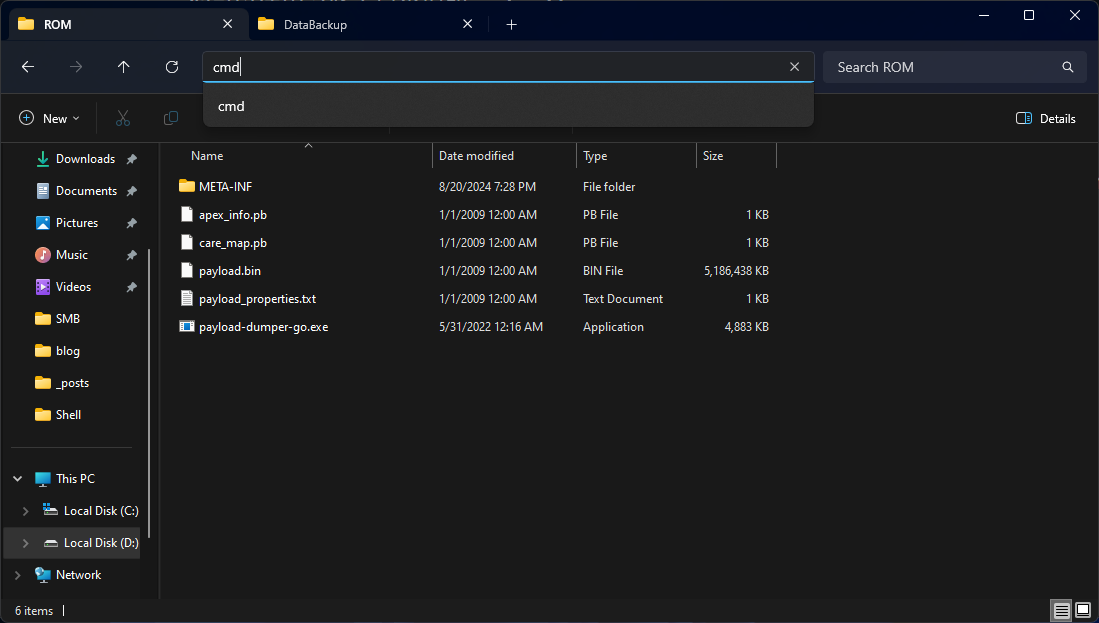 ROM
DataBackup
cmd
Search ROM
cmd
New
Details
Name Date modified Type Size
Downloads
Documents
Pictures
Music
Videos
SMB
blog
_posts
Shell
This PC
Local Disk (C:)
Local Disk (D:)
Network
META-INF 8/20/2024 7:28 PM File folder
apex_info.pb 1/1/2009 12:00 AM PB File 1 KB
care_map.pb 1/1/2009 12:00 AM PB File 1 KB
payload.bin 1/1/2009 12:00 AM BIN File 5,186,438 KB
payload_properties.txt 1/1/2009 12:00 AM Text Document 1 KB
payload-dumper-go.exe 5/31/2022 12:16 AM Application 4,883 KB
6 items